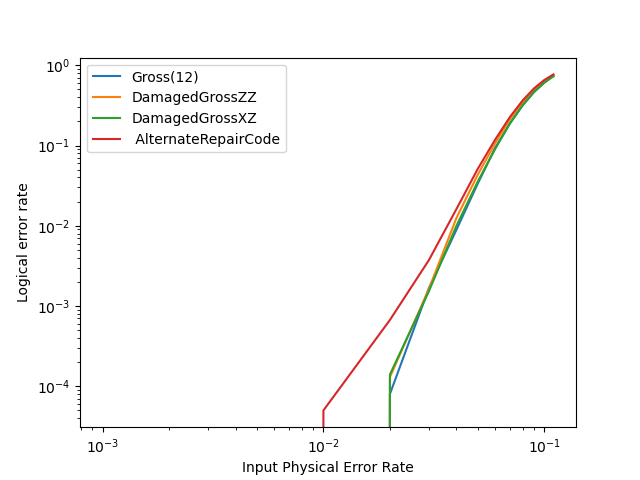 10⁰
10⁻¹
10⁻²
10⁻³
10⁻⁴
Logical error rate
Gross(12)
DamagedGrossZZ
DamagedGrossXZ
AlternateRepairCode
10⁻³
10⁻²
10⁻¹
Input Physical Error Rate